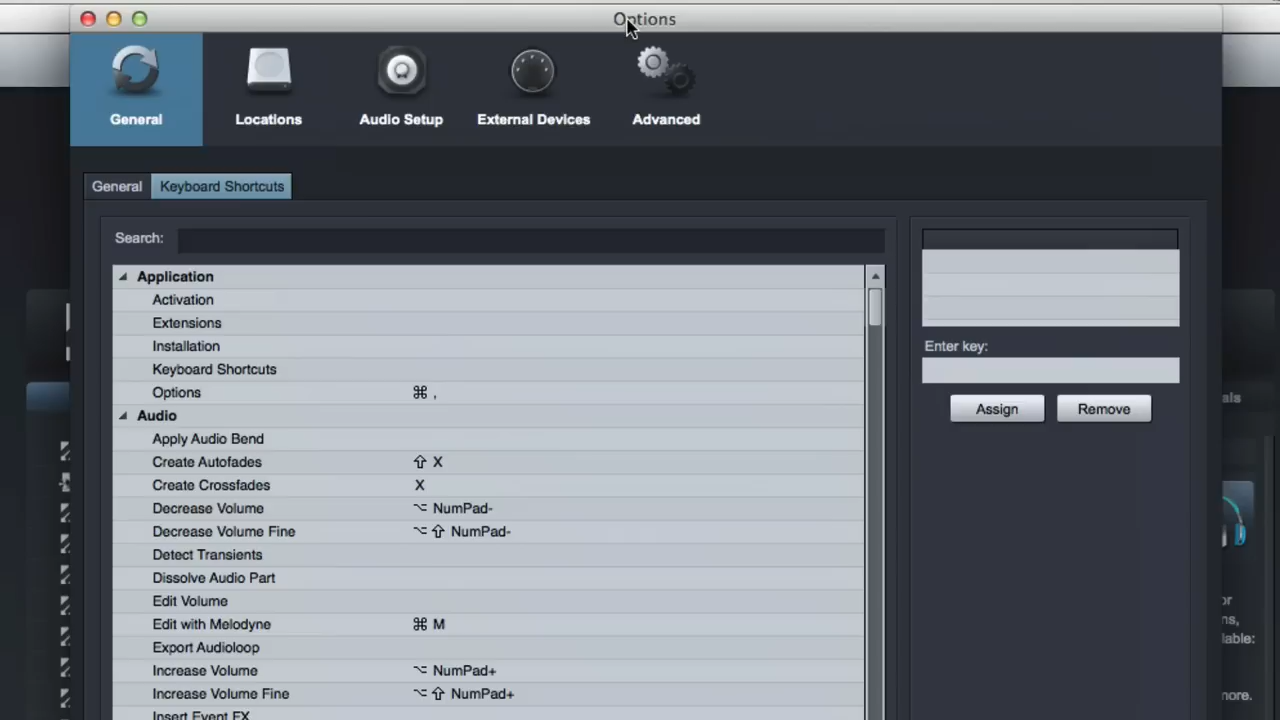 Options
General
Locations
Audio Setup
External Devices
Advanced
General
Keyboard Shortcuts
Search:
Application
Activation
Extensions
Installation
Keyboard Shortcuts
Options ⌘ ,
Audio
Apply Audio Bend
Create Autofades ⇧ X
Create Crossfades X
Decrease Volume ⌥ NumPad-
Decrease Volume Fine ⌥ ⇧ NumPad-
Detect Transients
Dissolve Audio Part
Edit Volume
Edit with Melodyne ⌘ M
Export Audioloop
Increase Volume ⌥ NumPad+
Increase Volume Fine ⌥ ⇧ NumPad+
Insert Event FX
Enter key:
Assign
Remove